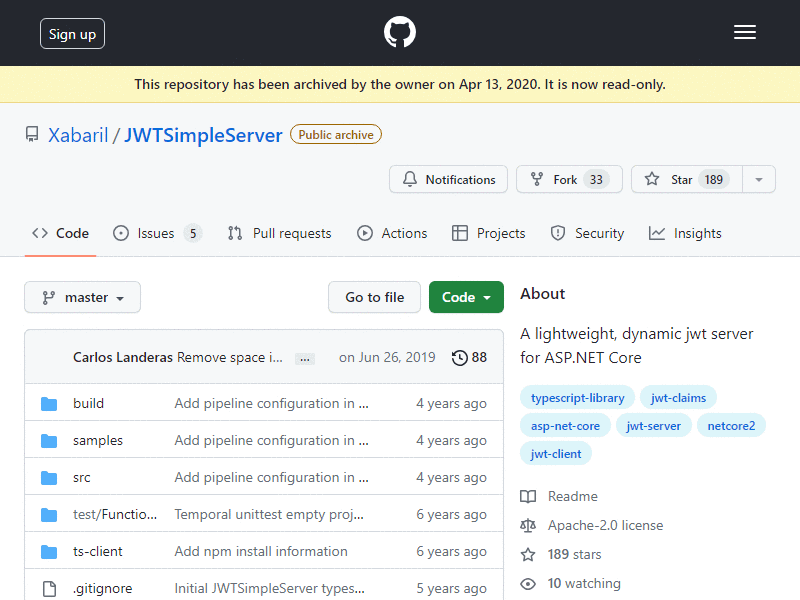 Sign up
This repository has been archived by the owner on Apr 13, 2020. It is now read-only.
Xabaril / JWTSimpleServer Public archive
Notifications Fork 33 Star 189
Code Issues 5 Pull requests Actions Projects Security Insights
master Go to file Code
Carlos Landeras Remove space i... ... on Jun 26, 2019 88
build Add pipeline configuration in ... 4 years ago
samples Add pipeline configuration in ... 4 years ago
src Add pipeline configuration in ... 4 years ago
test/Functio... Temporal unittest empty proj... 6 years ago
ts-client Add npm install information 6 years ago
.gitignore Initial JWTSimpleServer types... 5 years ago
About
A lightweight, dynamic jwt server
for ASP.NET Core
typescript-library jwt-claims
asp-net-core jwt-server netcore2
jwt-client
Readme
Apache-2.0 license
189 stars
10 watching